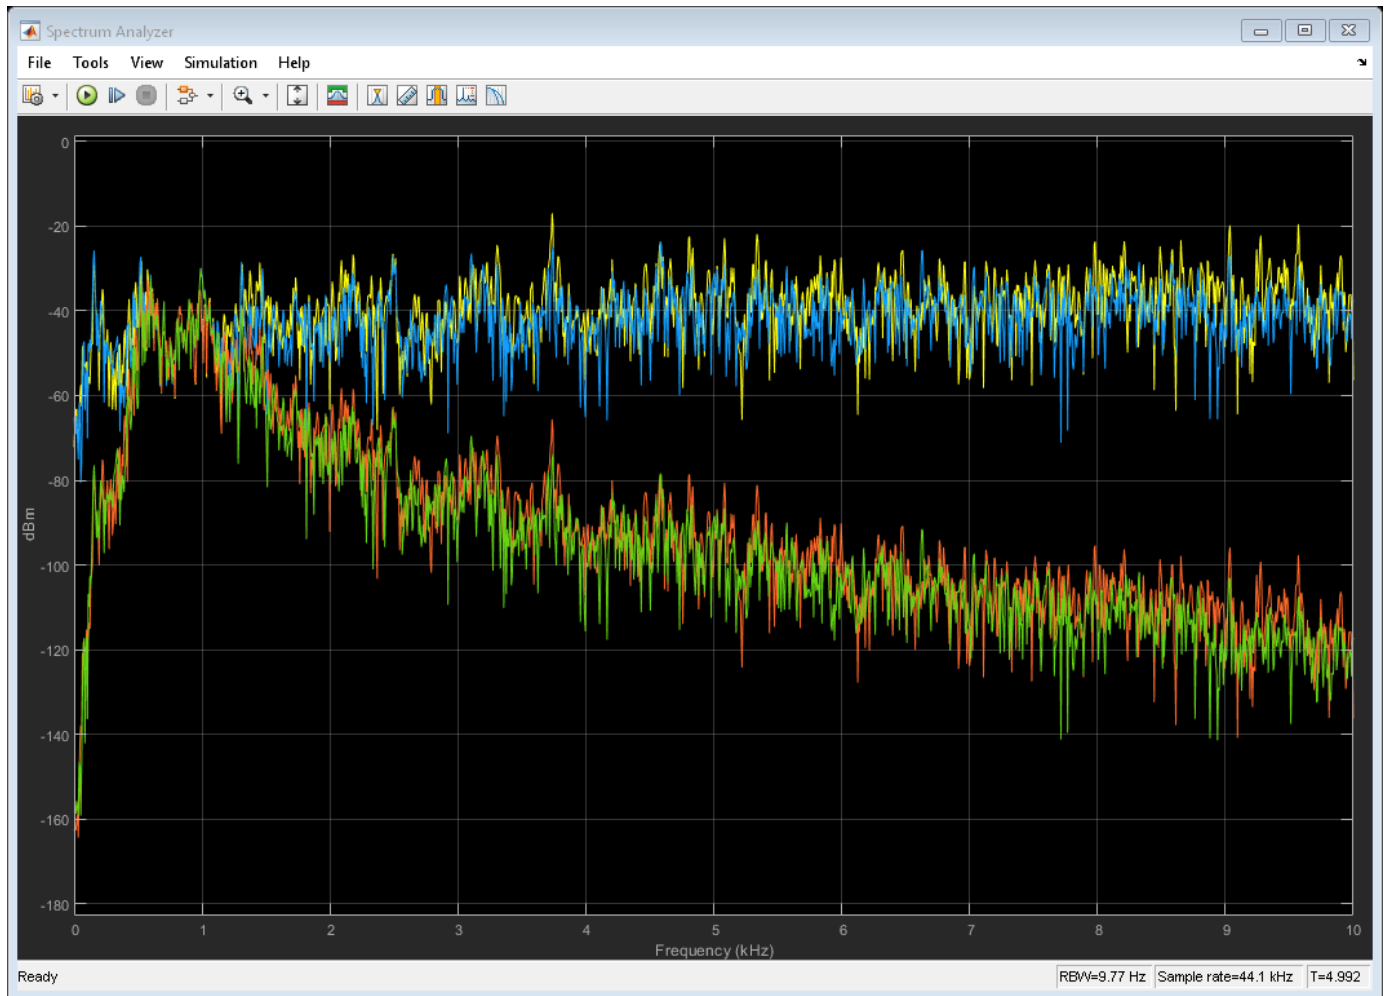 Spectrum Analyzer
File Tools View Simulation Help
0
-20
-40
-60
-80
-100
-120
-140
-160
-180
dBm
0 1 2 3 4 5 6 7 8 9 10
Frequency (kHz)
Ready RBW=9.77 Hz Sample rate=44.1 kHz T=4.992